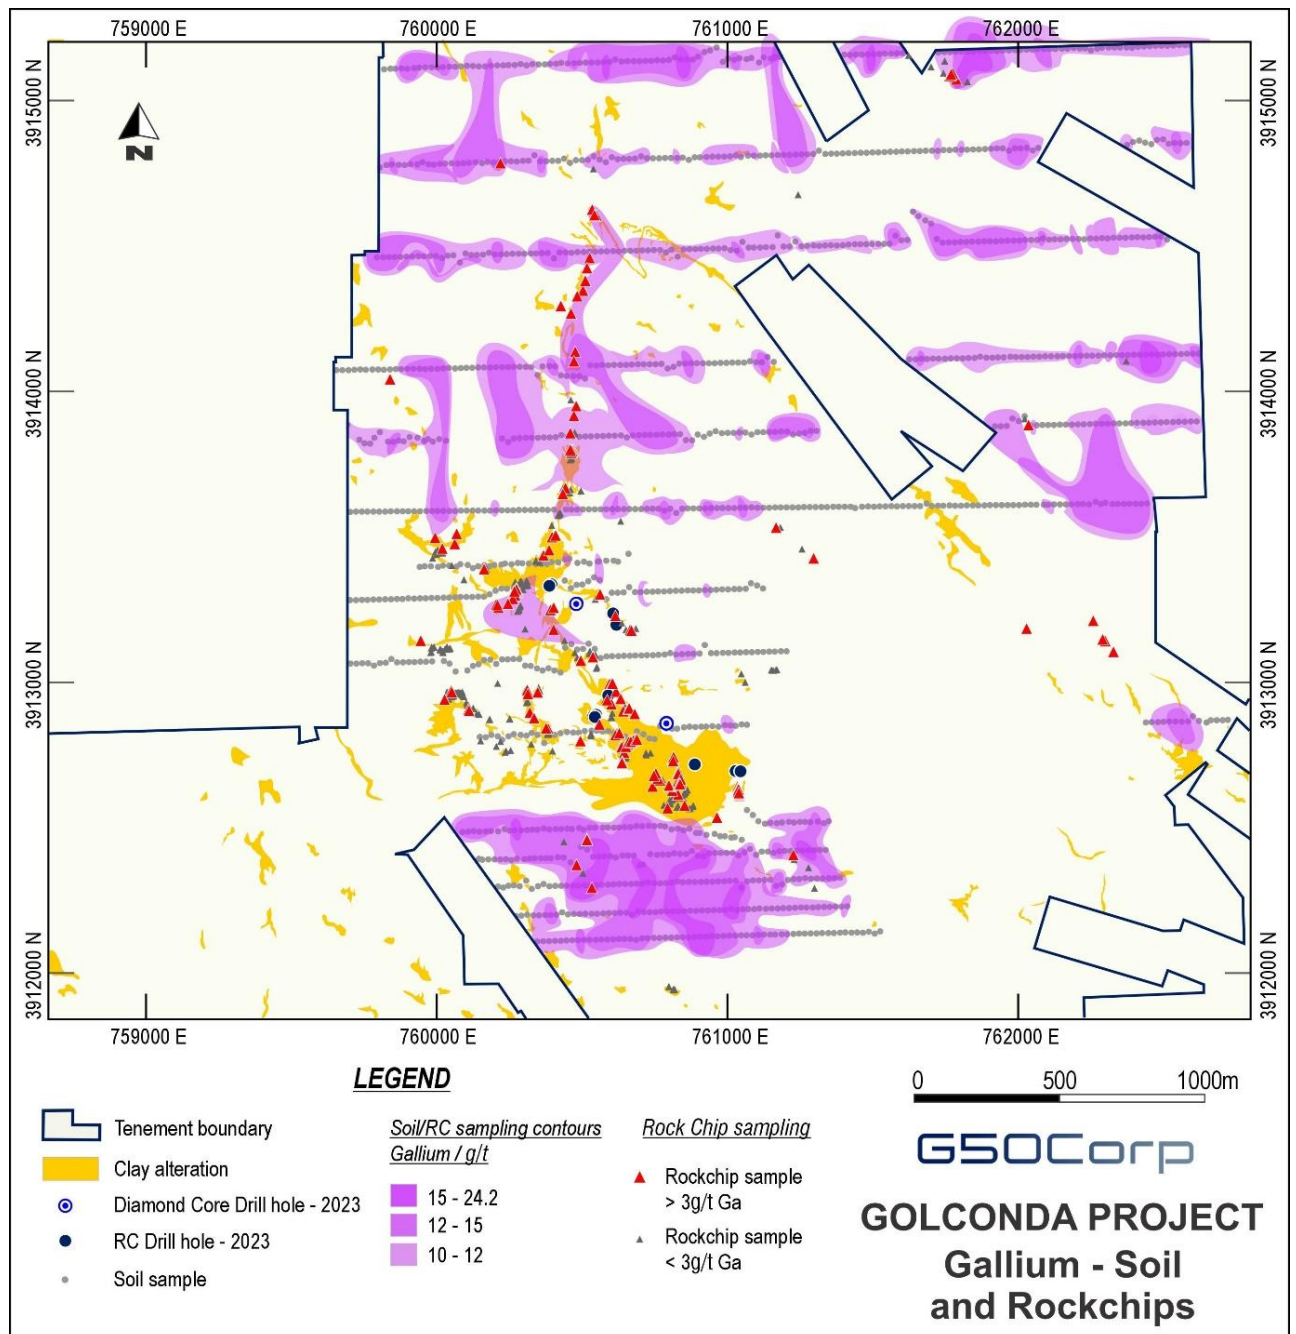 759000 E
760000 E
761000 E
762000 E
3915000 N
3915000 N
N
3914000 N
3914000 N
3913000 N
3913000 N
3912000 N
3912000 N
759000 E
760000 E
761000 E
762000 E
LEGEND
Tenement boundary
Clay alteration
Diamond Core Drill hole - 2023
RC Drill hole - 2023
Soil sample
Soil/RC sampling contours
Gallium / g/t
15 - 24.2
12 - 15
10 - 12
Rock Chip sampling
Rockchip sample
> 3g/t Ga
Rockchip sample
< 3g/t Ga
0 500 1000m
G50Corp
GOLCONDA PROJECT
Gallium - Soil
and Rockchips